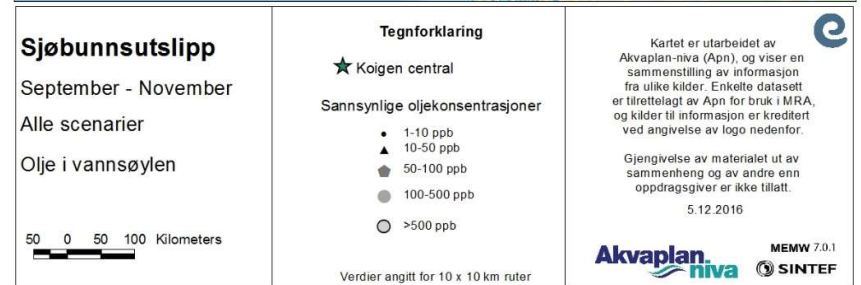 Sjøbunnsutslipp
September - November
Alle scenarier
Olje i vannsøylen
50 0 50 100 Kilometers
Tegnforklaring
Koigen central
Sannsynlige oljekonsentrasjoner
1-10 ppb
10-50 ppb
50-100 ppb
100-500 ppb
>500 ppb
Verdier angitt for 10 x 10 km ruter
Kartet er utarbeidet av
Akvaplan-niva (Apn), og viser en
sammenstilling av informasjon
fra ulike kilder. Enkelte datasett
er tilrettelagt av Apn for bruk i MRA,
og kilder til informasjon er kreditert
ved angivelse av logo nedenfor.
Gjengivelse av materialet ut av
sammenheng og av andre enn
oppdragsgiver er ikke tillatt.
5.12.2016
Akvaplan
niva
MEMW 7.0.1
SINTEF